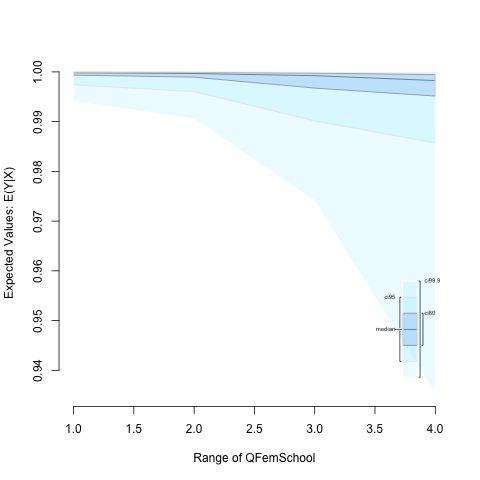 Expected Values: E(Y|X)
1.00
0.99
0.98
0.97
0.96
0.95
0.94
ci99.9
ci95
ci80
median
1.0
1.5
2.0
2.5
3.0
3.5
4.0
Range of QFemSchool